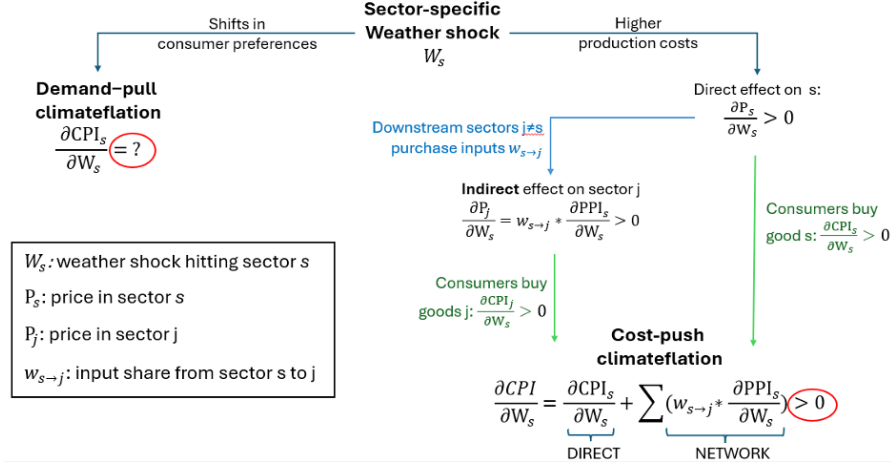 Sector-specific
Weather shock
W_s
Shifts in
consumer preferences
Higher
production costs
Demand–pull
climateflation
∂CPI_s/∂W_s = ?
Direct effect on s:
∂P_s/∂W_s > 0
Downstream sectors j≠s
purchase inputs w_{s→j}
Indirect effect on sector j
∂P_j/∂W_s = w_{s→j} * ∂PPI_s/∂W_s > 0
Consumers buy
good s: ∂CPI_s/∂W_s > 0
Consumers buy
goods j: ∂CPI_j/∂W_s > 0
W_s: weather shock hitting sector s
P_s: price in sector s
P_j: price in sector j
w_{s→j}: input share from sector s to j
Cost-push
climateflation
∂CPI/∂W_s = ∂CPI_s/∂W_s + ∑(w_{s→j} * ∂PPI_s/∂W_s) > 0
DIRECT
NETWORK